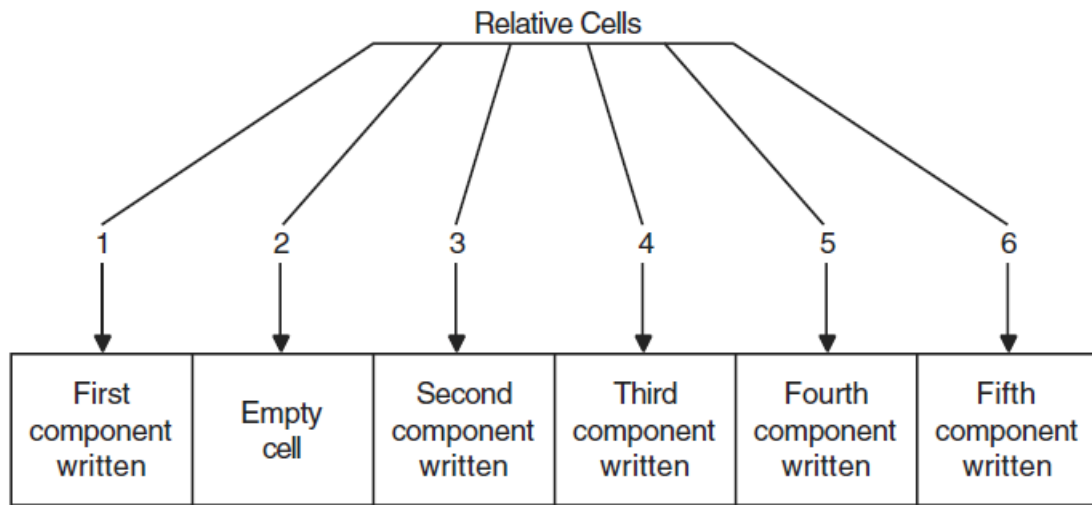 Relative Cells
1 2 3 4 5 6
First
component
written
Empty
cell
Second
component
written
Third
component
written
Fourth
component
written
Fifth
component
written